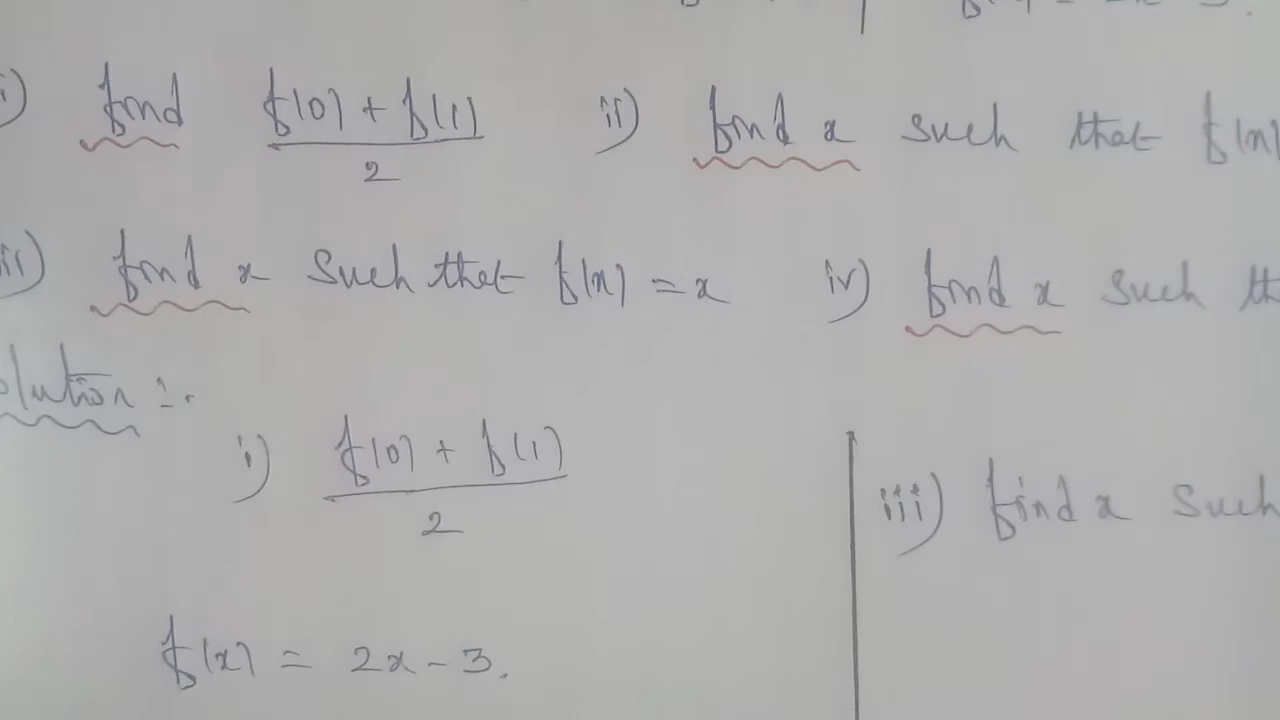 i) find f(0) + f(1) / 2 ii) find x such that f(x)
iii) find x such that f(x) = x iv) find x such th
olution :-
i) f(0) + f(1) / 2
iii) find x such
f(x) = 2x - 3.